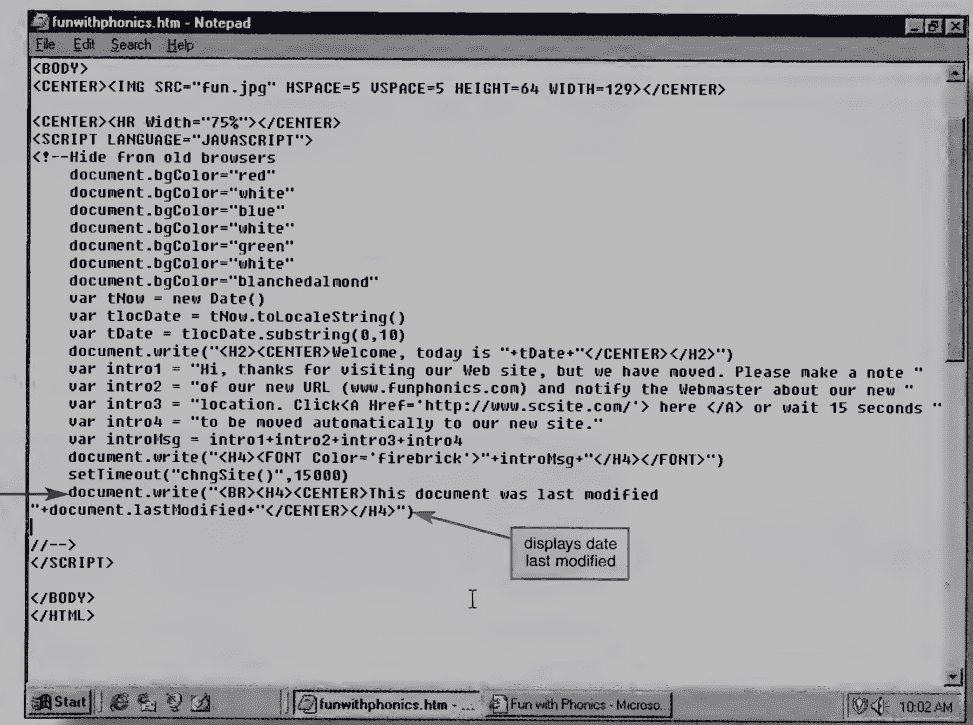 funwithphonics.htm - Notepad
File Edit Search Help
<BODY>
<CENTER><IMG SRC="fun.jpg" HSPACE=5 VSPACE=5 HEIGHT=64 WIDTH=129></CENTER>
<CENTER><HR Width="75%"></CENTER>
<SCRIPT LANGUAGE="JAVASCRIPT">
<!--Hide from old browsers
document.bgColor="red"
document.bgColor="white"
document.bgColor="blue"
document.bgColor="white"
document.bgColor="green"
document.bgColor="white"
document.bgColor="blanchedalmond"
var tNow = new Date()
var tlocDate = tNow.toLocaleString()
var tDate = tlocDate.substring(0,10)
document.write("<H2><CENTER>Welcome, today is "+tDate+"</CENTER></H2>")
var intro1 = "Hi, thanks for visiting our Web site, but we have moved. Please make a note "
var intro2 = "of our new URL (www.funphonics.com) and notify the Webmaster about our new "
var intro3 = "location. Click<A Href='http://www.scsite.com/'> here </A> or wait 15 seconds "
var intro4 = "to be moved automatically to our new site."
var introMsg = intro1+intro2+intro3+intro4
document.write("<H4><FONT Color='firebrick'>"+introMsg+"</H4></FONT>")
setTimeout("chngSite()",15000)
document.write("<BR><H4><CENTER>This document was last modified
"+document.lastModified+"</CENTER></H4>")
displays date
last modified
//-->
</SCRIPT>
</BODY>
</HTML>
Start funwithphonics.htm - ... Fun with Phonics - Microso... 10:02 AM